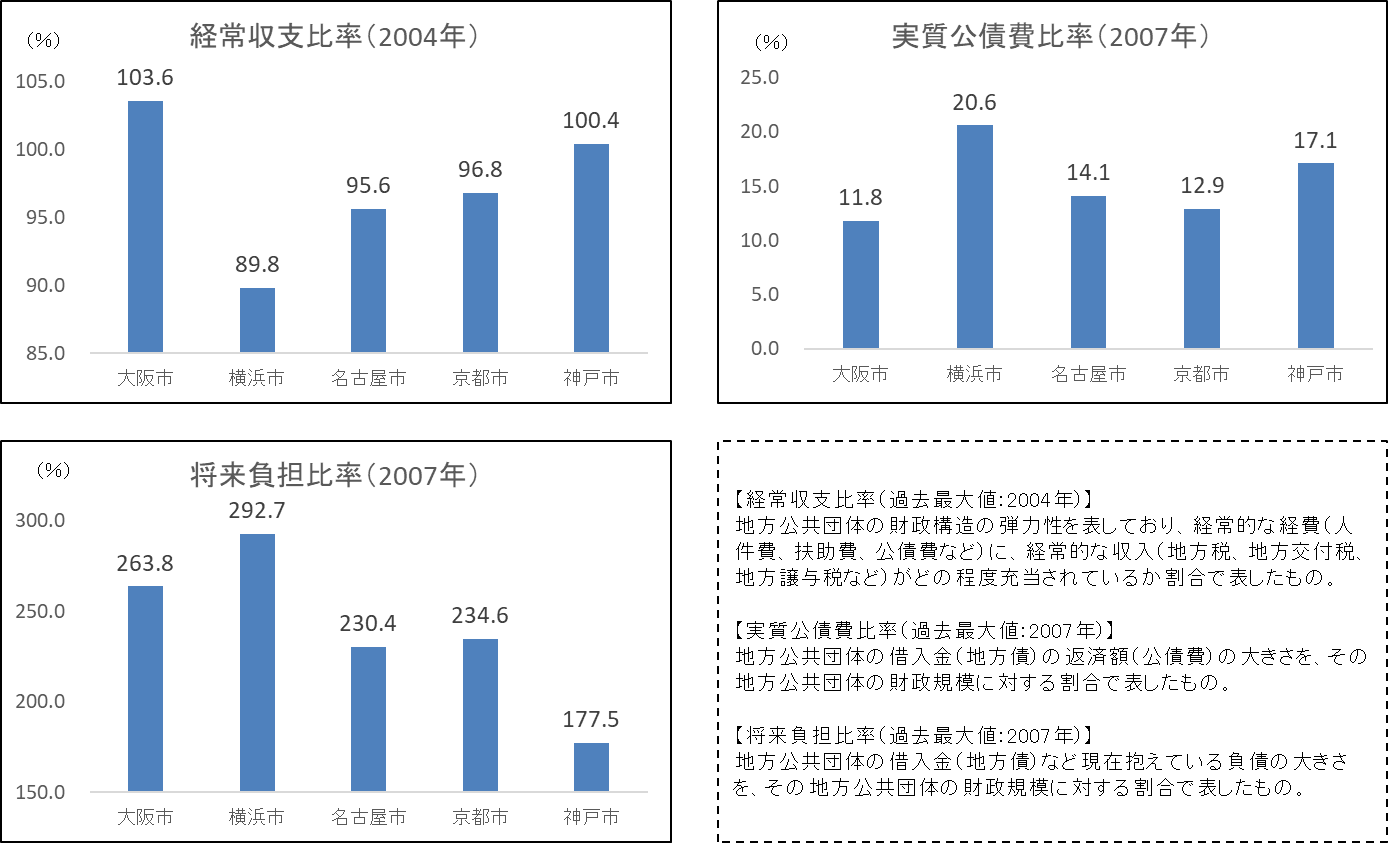 経常収支比率（2004年）
（%）
105.0
100.0
95.0
90.0
85.0
103.6
89.8
95.6
96.8
100.4
大阪市
横浜市
名古屋市
京都市
神戸市
実質公債費比率（2007年）
（%）
25.0
20.0
15.0
10.0
5.0
0.0
11.8
20.6
14.1
12.9
17.1
大阪市
横浜市
名古屋市
京都市
神戸市
将来負担比率（2007年）
（%）
300.0
250.0
200.0
150.0
263.8
292.7
230.4
234.6
177.5
大阪市
横浜市
名古屋市
京都市
神戸市
【経常収支比率（過去最大値：2004年）】
地方公共団体の財政構造の弾力性を表しており、経常的な経費（人
件費、扶助費、公債費など）に、経常的な収入（地方税、地方交付税、
地方譲与税など）がどの程度充当されているか割合で表したもの。
【実質公債費比率（過去最大値：2007年）】
地方公共団体の借入金（地方債）の返済額（公債費）の大きさを、その
地方公共団体の財政規模に対する割合で表したもの。
【将来負担比率（過去最大値：2007年）】
地方公共団体の借入金（地方債）など現在抱えている負債の大きさ
を、その地方公共団体の財政規模に対する割合で表したもの。